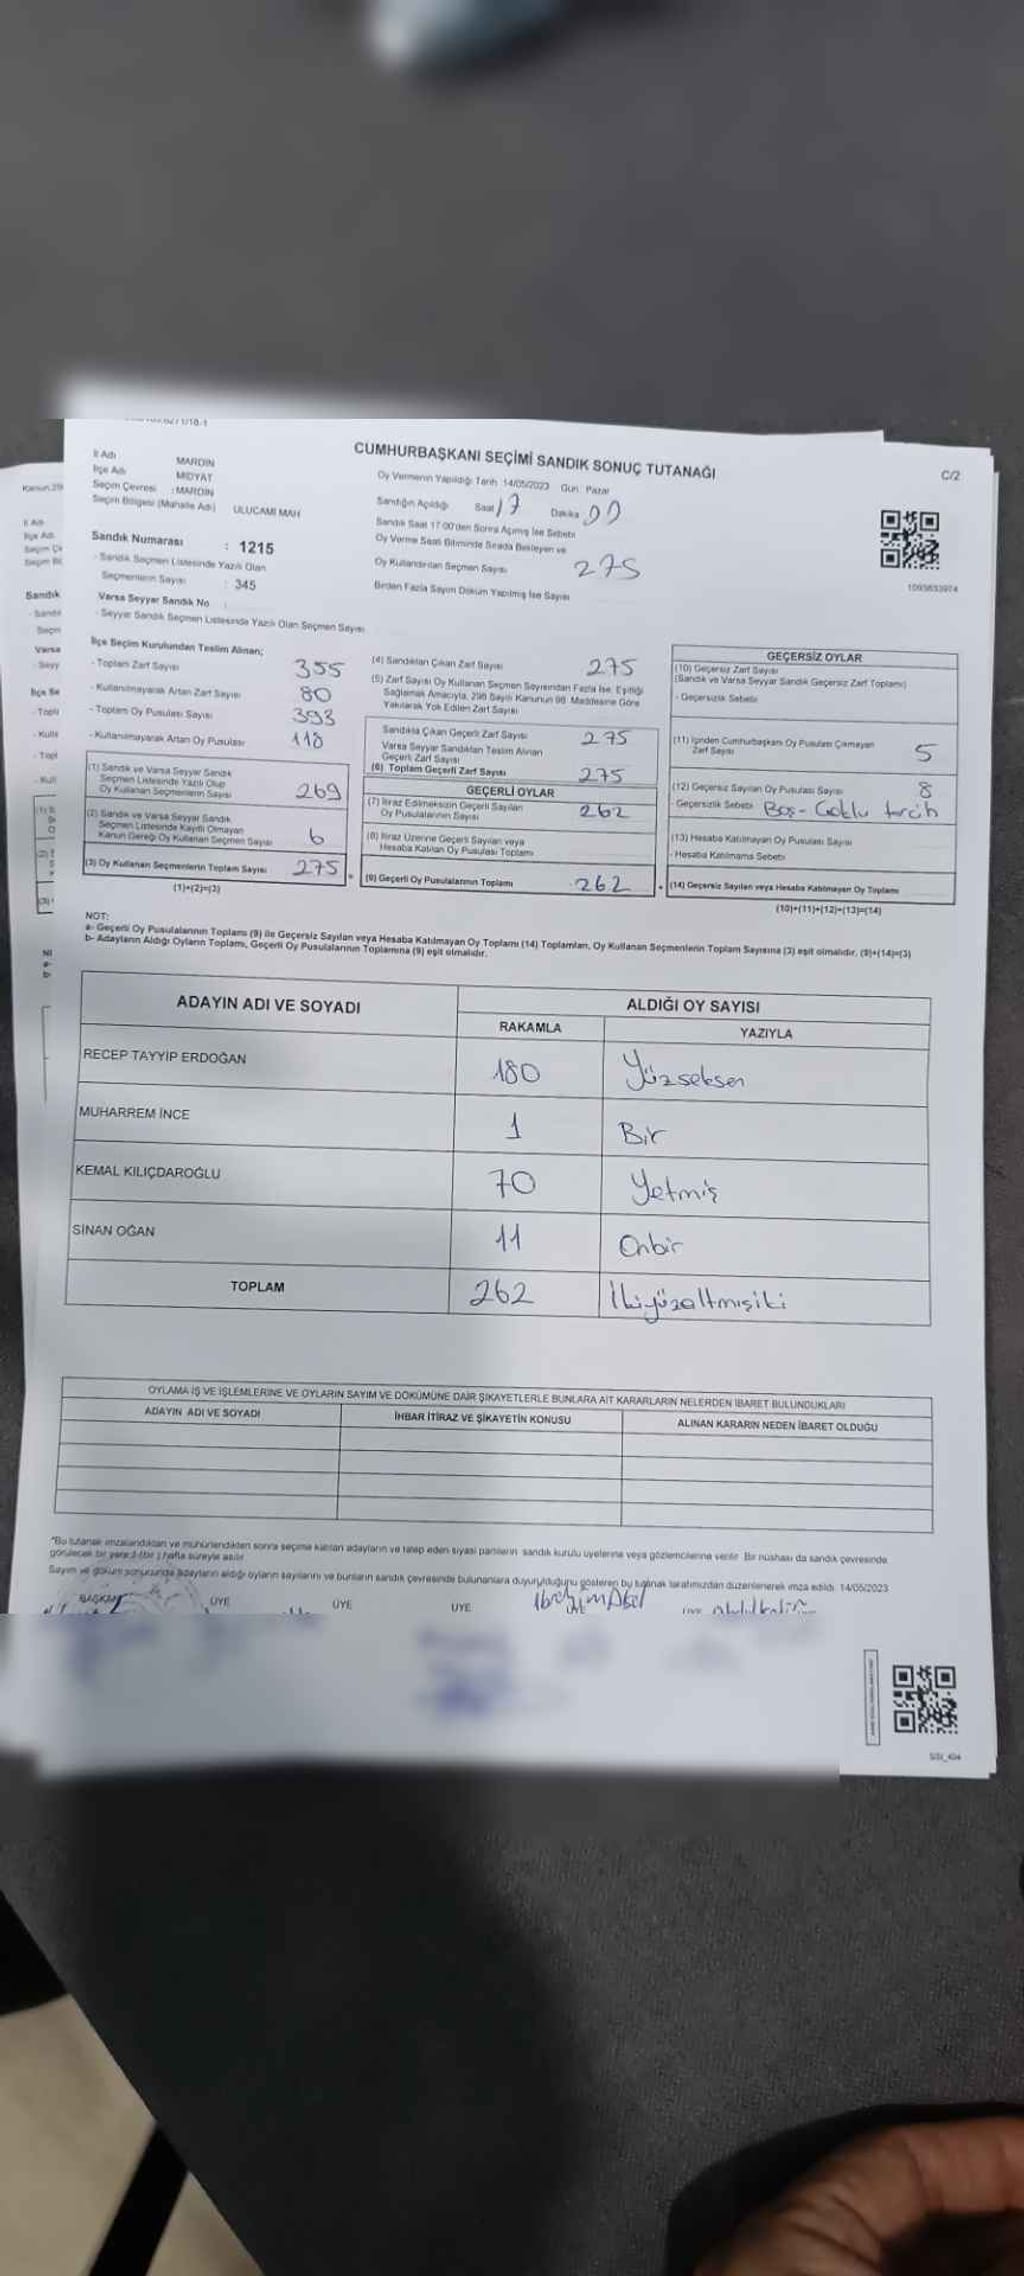 CUMHURBAŞKANI SEÇİMİ SANDIK SONUÇ TUTANAĞI
C/2
İl Adı MARDİN
İlçe Adı MİDYAT
Seçim Çevresi : MARDİN
Seçim Bölgesi (Mahalle Adı) ULUCAMİ MAH
Oy Vermenin Yapıldığı Tarih 14/05/2023 Gün Pazar
Sandığın Açıldığı Saat 17 Dakika 00
Sandık Saat 17:00'den Sonra Açılmış İse Sebebi
Oy Verme Saati Bitiminde Sırada Bekleyen ve
Oy Kullandırılan Seçmen Sayısı 275
Birden Fazla Sayım Döküm Yapılmış İse Sayısı
1095633974
Sandık Numarası : 1215
- Sandık Seçmen Listesinde Yazılı Olan
Seçmenlerin Sayısı : 345
Varsa Seyyar Sandık No
- Seyyar Sandık Seçmen Listesinde Yazılı Olan Seçmen Sayısı
İlçe Seçim Kurulundan Teslim Alınan;
- Toplam Zarf Sayısı 355
- Kullanılmayarak Artan Zarf Sayısı 80
- Toplam Oy Pusulası Sayısı 393
- Kullanılmayarak Artan Oy Pusulası 118
(1) Sandık ve Varsa Seyyar Sandık
Seçmen Listesinde Yazılı Olup
Oy Kullanan Seçmenlerin Sayısı 269
(2) Sandık ve Varsa Seyyar Sandık
Seçmen Listesinde Kayıtlı Olmayan
Kanun Gereği Oy Kullanan Seçmen Sayısı 6
(3) Oy Kullanan Seçmenlerin Toplam Sayısı 275
(1)+(2)=(3)
(4) Sandıktan Çıkan Zarf Sayısı 275
(5) Zarf Sayısı Oy Kullanan Seçmen Sayısından Fazla İse, Eşitliği
Sağlamak Amacıyla, 298 Sayılı Kanunun 98. Maddesine Göre
Yakılarak Yok Edilen Zarf Sayısı
Sandıkta Çıkan Geçerli Zarf Sayısı 275
Varsa Seyyar Sandıktan Teslim Alınan
Geçerli Zarf Sayısı
(6) Toplam Geçerli Zarf Sayısı 275
GEÇERLİ OYLAR
(7) İtiraz Edilmeksizin Geçerli Sayılan
Oy Pusulalarının Sayısı 262
(8) İtiraz Üzerine Geçerli Sayılan veya
Hesaba Katılan Oy Pusulası Toplamı
(9) Geçerli Oy Pusulalarının Toplamı 262
GEÇERSİZ OYLAR
(10) Geçersiz Zarf Sayısı
(Sandık ve Varsa Seyyar Sandık Geçersiz Zarf Toplamı)
- Geçersizlik Sebebi
(11) İçinden Cumhurbaşkanı Oy Pusulası Çıkmayan
Zarf Sayısı 5
(12) Geçersiz Sayılan Oy Pusulası Sayısı 8
- Geçersizlik Sebebi Boş - Çoklu tercih
(13) Hesaba Katılmayan Oy Pusulası Sayısı
- Hesaba Katılmama Sebebi
(14) Geçersiz Sayılan veya Hesaba Katılmayan Oy Toplamı
(10)+(11)+(12)+(13)=(14)
NOT:
a- Geçerli Oy Pusulalarının Toplamı (9) ile Geçersiz Sayılan veya Hesaba Katılmayan Oy Toplamı (14) Toplamları, Oy Kullanan Seçmenlerin Toplam Sayısına (3) eşit olmalıdır. (9)+(14)=(3)
b- Adayların Aldığı Oyların Toplamı, Geçerli Oy Pusulalarının Toplamına (9) eşit olmalıdır.
ADAYIN ADI VE SOYADI
ALDIĞI OY SAYISI
RAKAMLA YAZIYLA
RECEP TAYYİP ERDOĞAN 180 Yüzseksen
MUHARREM İNCE 1 Bir
KEMAL KILIÇDAROĞLU 70 Yetmiş
SİNAN OĞAN 11 Onbir
TOPLAM 262 İkiyüzaltmışiki
OYLAMA İŞ VE İŞLEMLERİNE VE OYLARIN SAYIM VE DÖKÜMÜNE DAİR ŞİKAYETLERLE BUNLARA AİT KARARLARIN NELERDEN İBARET BULUNDUKLARI
ADAYIN ADI VE SOYADI İHBAR İTİRAZ VE ŞİKAYETİN KONUSU ALINAN KARARIN NEDEN İBARET OLDUĞU
*Bu tutanak imzalandıktan ve mühürlendikten sonra seçime katılan adayların ve talep eden siyasi partilerin sandık kurulu üyelerine veya gözlemcilerine verilir. Bir nüshası da sandık çevresinde
görülecek bir yere 1 (bir) hafta süreyle asılır.
Sayım ve döküm sonucunda adayların aldığı oyların sayılarını ve bunların sandık çevresinde bulunanlara duyurulduğunu gösteren bu tutanak tarafımızdan düzenlenerek imza edildi. 14/05/2023
BAŞKAN ÜYE ÜYE ÜYE ÜYE